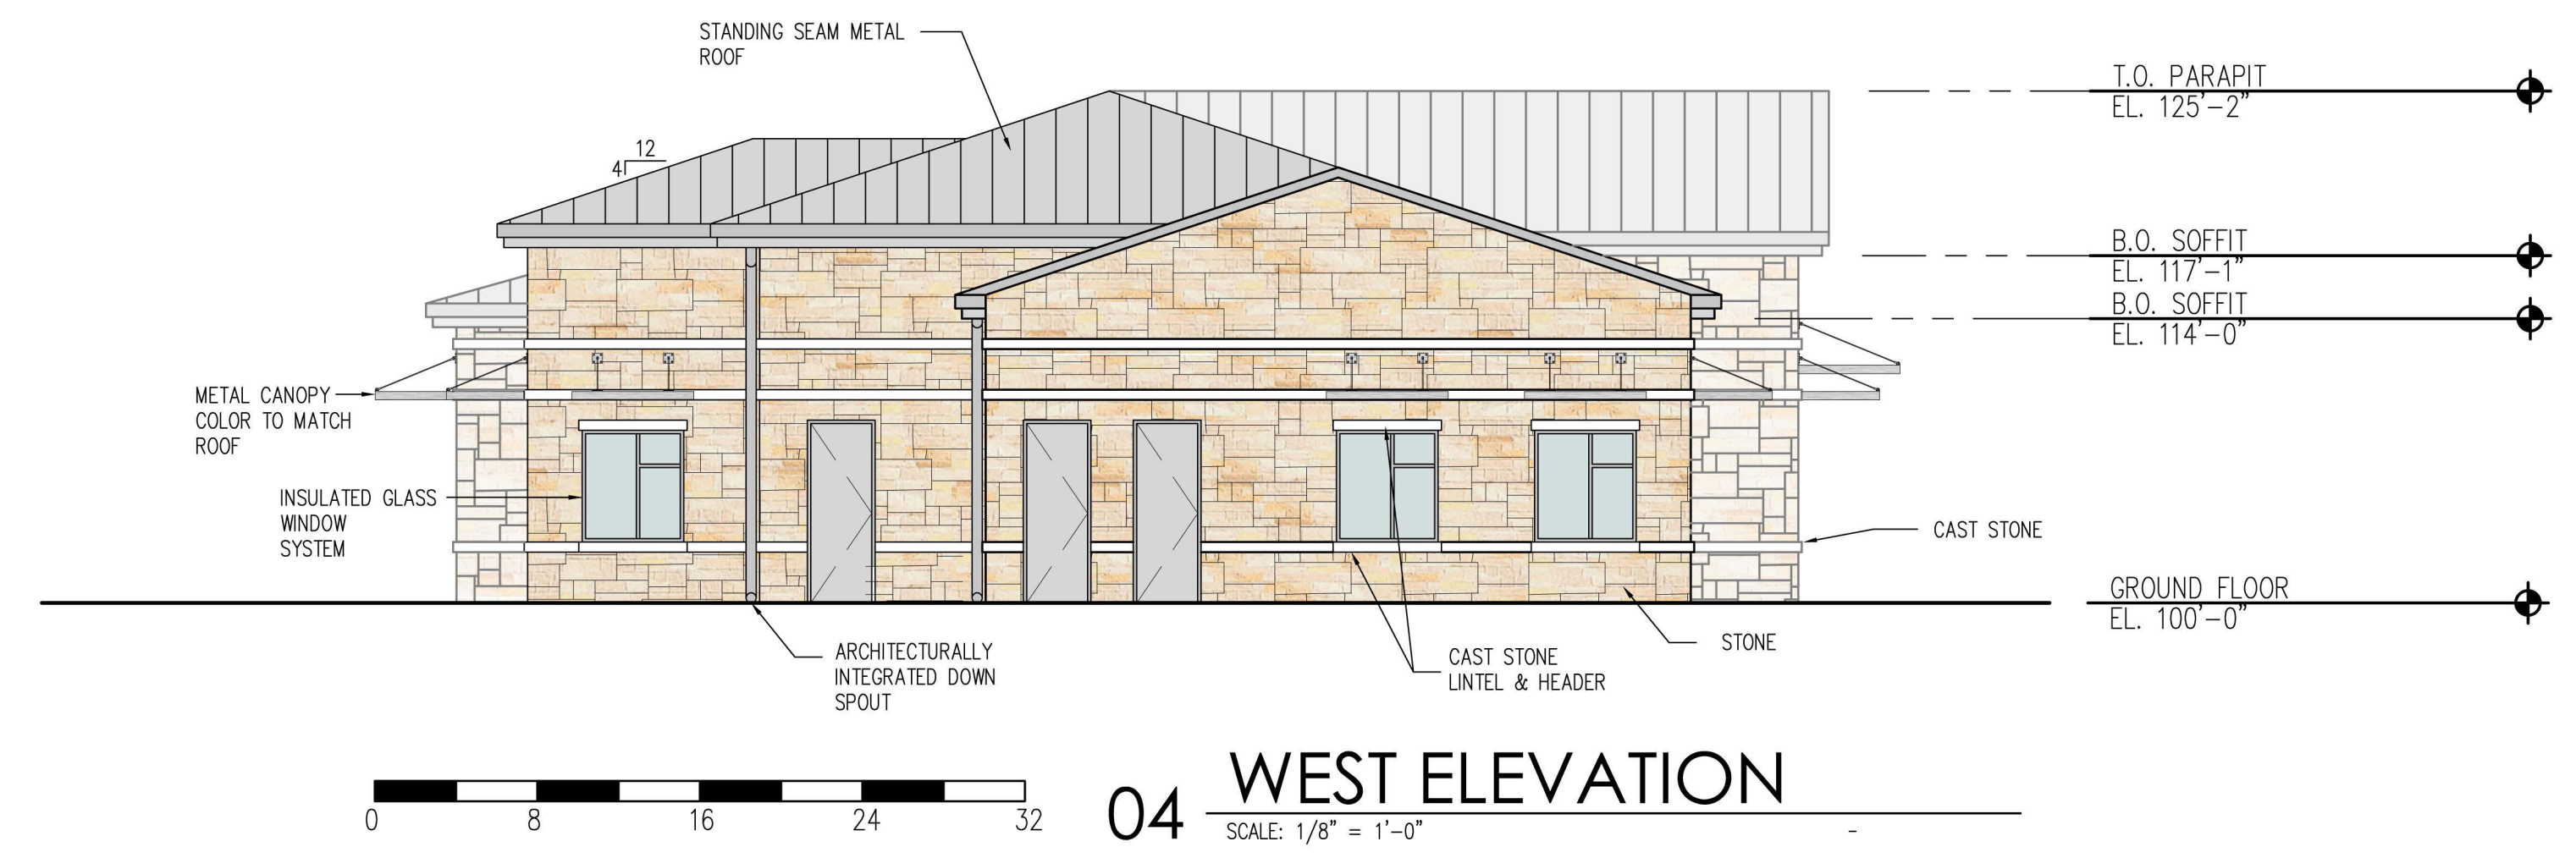 STANDING SEAM METAL
ROOF
12
4
T.O. PARAPIT
EL. 125'-2"
B.O. SOFFIT
EL. 117'-1"
B.O. SOFFIT
EL. 114'-0"
METAL CANOPY
COLOR TO MATCH
ROOF
INSULATED GLASS
WINDOW
SYSTEM
CAST STONE
GROUND FLOOR
EL. 100'-0"
ARCHITECTURALLY
INTEGRATED DOWN
SPOUT
CAST STONE
LINTEL & HEADER
STONE
0 8 16 24 32
04 WEST ELEVATION
SCALE: 1/8" = 1'-0"
-